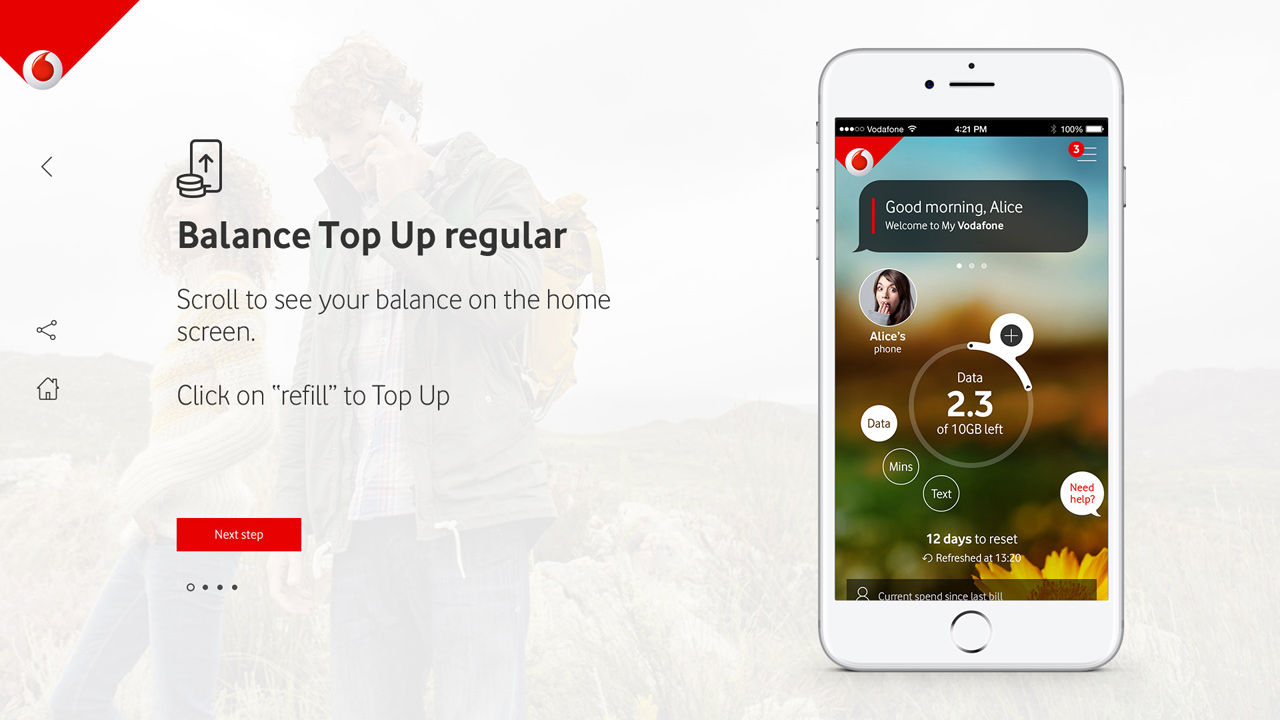 Balance Top Up regular
Scroll to see your balance on the home
screen.
Click on “refill” to Top Up
Next step
Vodafone
4:21 PM
100%
3
Good morning, Alice
Welcome to My Vodafone
Alice's
phone
Data
2.3
of 10GB left
Data
Mins
Text
Need
help?
12 days to reset
Refreshed at 13:20
Current spend since last bill